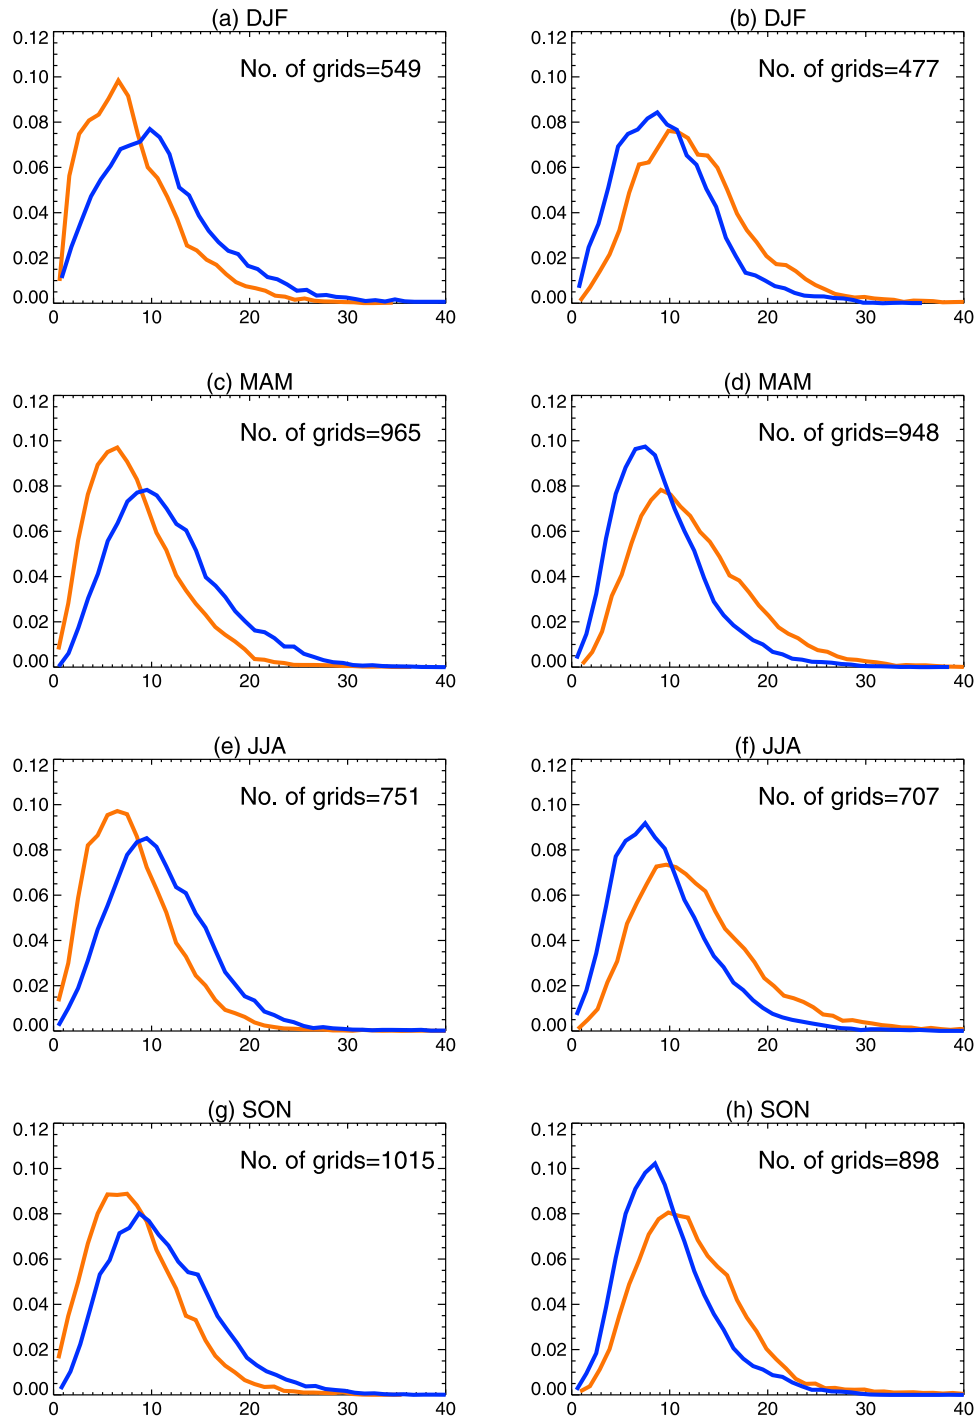 (a) DJF
No. of grids=549
0.12
0.10
0.08
0.06
0.04
0.02
0.00
0 10 20 30 40
(b) DJF
No. of grids=477
0.12
0.10
0.08
0.06
0.04
0.02
0.00
0 10 20 30 40
(c) MAM
No. of grids=965
0.12
0.10
0.08
0.06
0.04
0.02
0.00
0 10 20 30 40
(d) MAM
No. of grids=948
0.12
0.10
0.08
0.06
0.04
0.02
0.00
0 10 20 30 40
(e) JJA
No. of grids=751
0.12
0.10
0.08
0.06
0.04
0.02
0.00
0 10 20 30 40
(f) JJA
No. of grids=707
0.12
0.10
0.08
0.06
0.04
0.02
0.00
0 10 20 30 40
(g) SON
No. of grids=1015
0.12
0.10
0.08
0.06
0.04
0.02
0.00
0 10 20 30 40
(h) SON
No. of grids=898
0.12
0.10
0.08
0.06
0.04
0.02
0.00
0 10 20 30 40